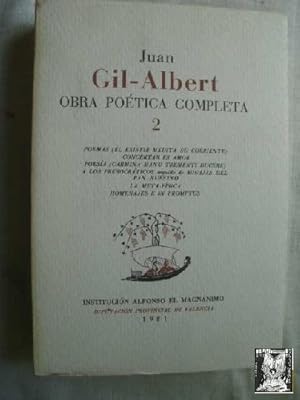 Juan
Gil-Albert
OBRA POÉTICA COMPLETA
2
POEMAS (EL EXISTIR MEDITA SU CORRIENTE)
CONCERTAR ES AMOR
POESÍA (CARMINA MANU TREMENTI DUCERE)
A LOS PRESOCRÁTICOS seguido de MIGAJAS DEL
PAN NUESTRO
LA META-FÍSICA
HOMENAJES E IN PROMPTUS
INSTITUCIÓN ALFONSO EL MAGNÁNIMO
DIPUTACIÓN PROVINCIAL DE VALENCIA
1981